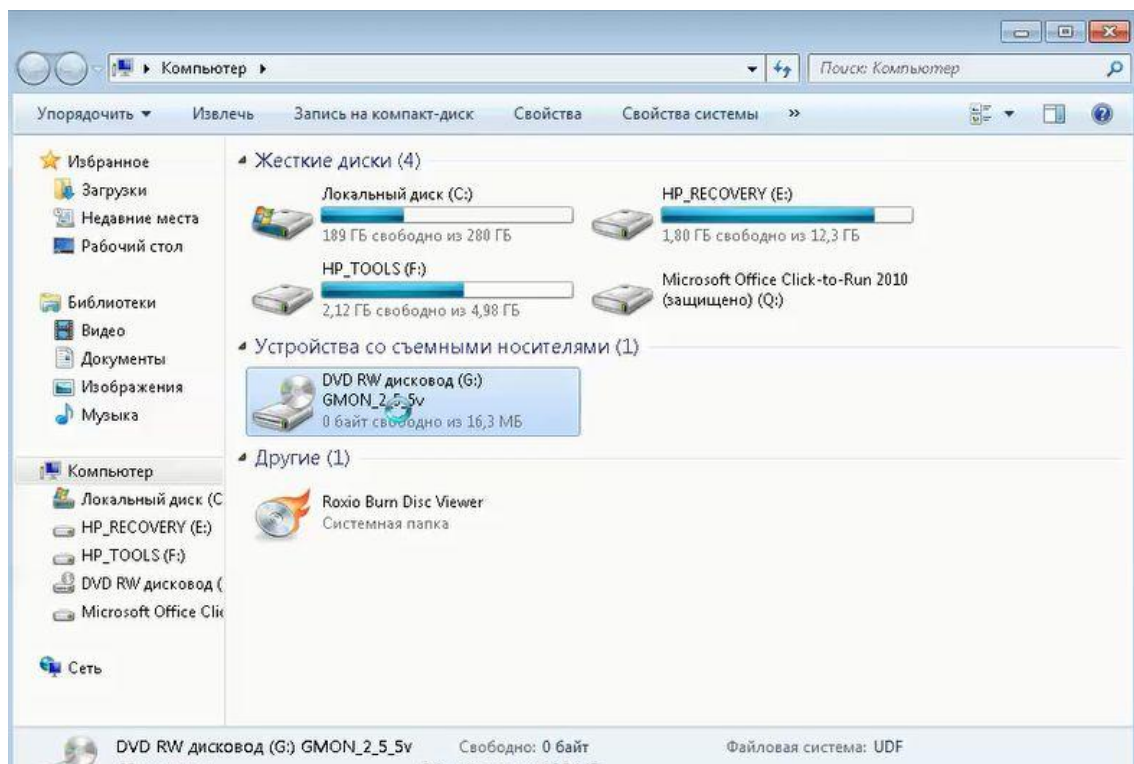 Компьютер
Поиск: Компьютер
Упорядочить Извлечь Запись на компакт-диск Свойства Свойства системы »
Избранное
Загрузки
Недавние места
Рабочий стол
Библиотеки
Видео
Документы
Изображения
Музыка
Компьютер
Локальный диск (C
HP_RECOVERY (E:)
HP_TOOLS (F:)
DVD RW дисковод (
Microsoft Office Clic
Сеть
Жесткие диски (4)
Локальный диск (C:)
189 ГБ свободно из 280 ГБ
HP_RECOVERY (E:)
1,80 ГБ свободно из 12,3 ГБ
HP_TOOLS (F:)
2,12 ГБ свободно из 4,98 ГБ
Microsoft Office Click-to-Run 2010
(защищено) (Q:)
Устройства со съемными носителями (1)
DVD RW дисковод (G:)
GMON_2_5_5v
0 байт свободно из 16,3 МБ
Другие (1)
Roxio Burn Disc Viewer
Системная папка
DVD RW дисковод (G:) GMON_2_5_5v Свободно: 0 байт Файловая система: UDF